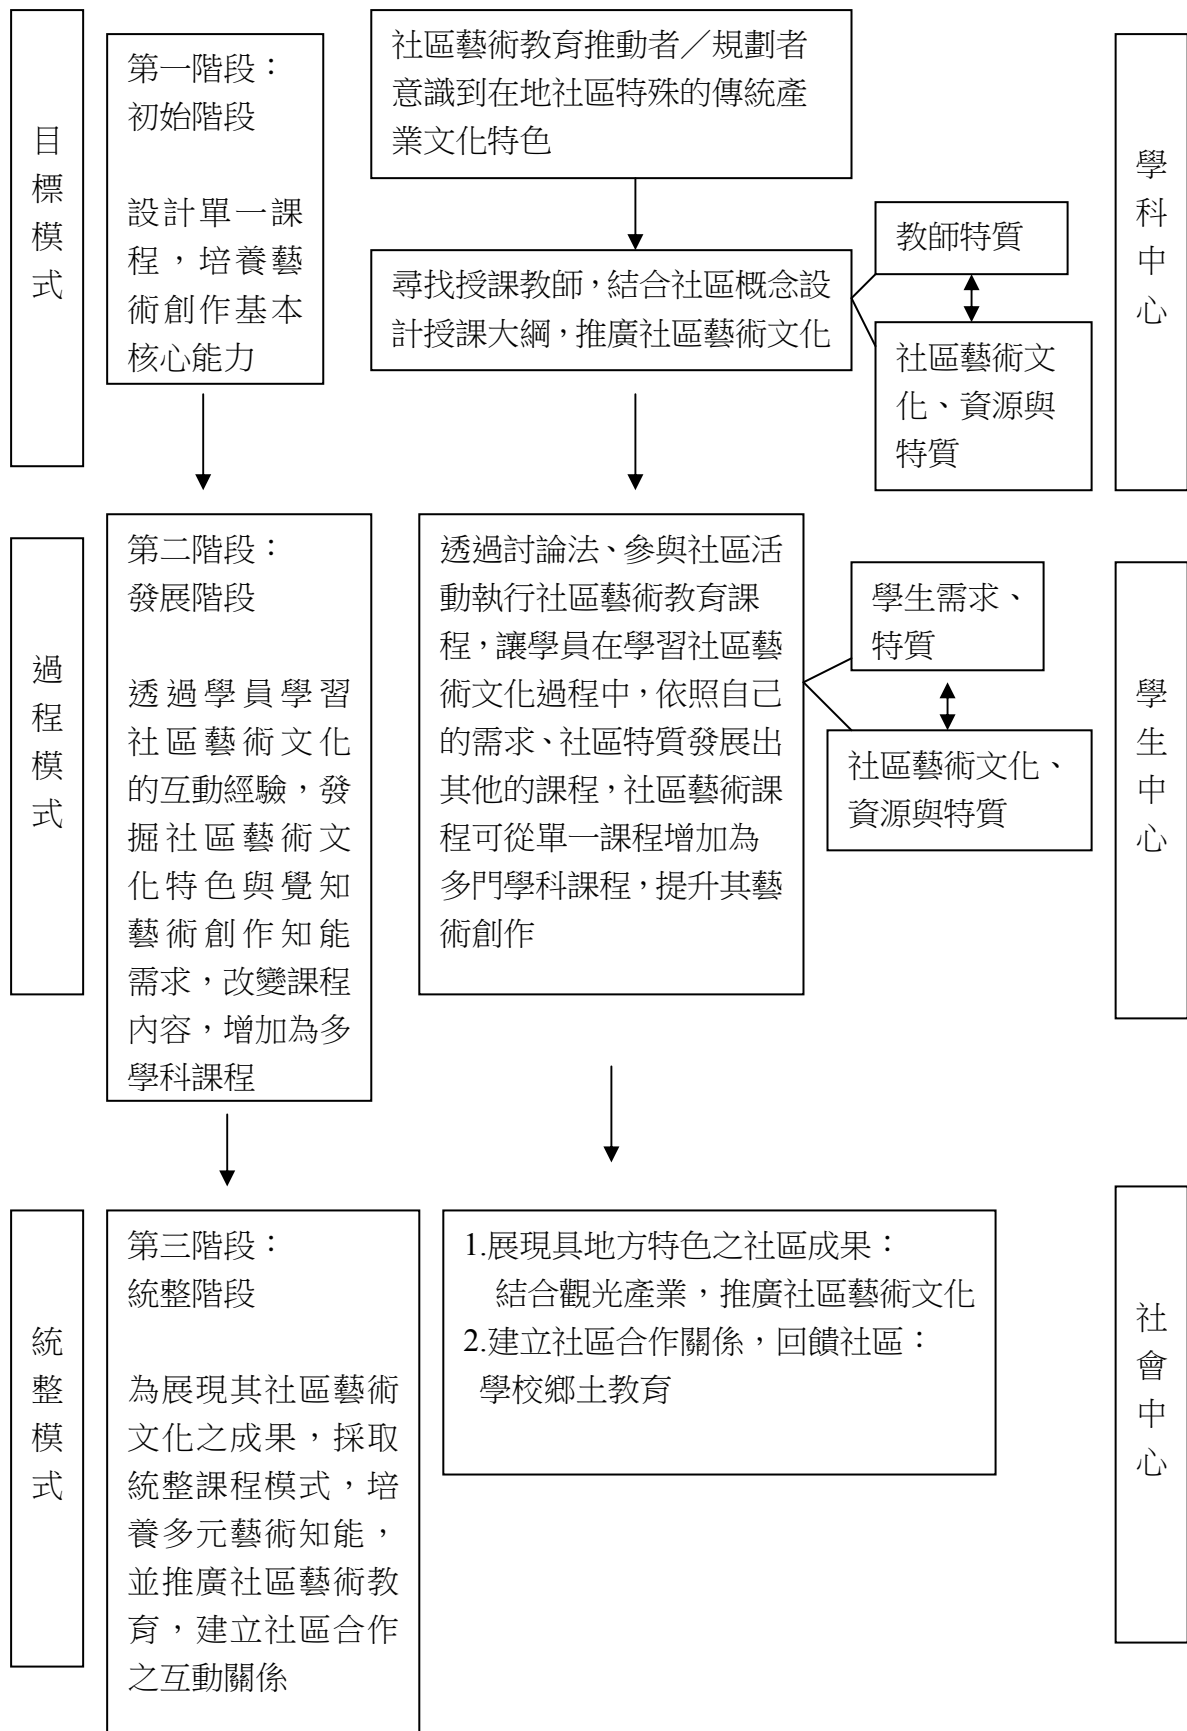 目標模式
第一階段：
初始階段
設計單一課
程，培養藝
術創作基本
核心能力
社區藝術教育推動者／規劃者
意識到在地社區特殊的傳統產
業文化特色
尋找授課教師，結合社區概念設
計授課大綱，推廣社區藝術文化
教師特質
社區藝術文
化、資源與
特質
學科中心
過程模式
第二階段：
發展階段
透過學員學習
社區藝術文化
的互動經驗，發
掘社區藝術文
化特色與覺知
藝術創作知能
需求，改變課程
內容，增加為多
學科課程
透過討論法、參與社區活
動執行社區藝術教育課
程，讓學員在學習社區藝
術文化過程中，依照自己
的需求、社區特質發展出
其他的課程，社區藝術課
程可從單一課程增加為
多門學科課程，提升其藝
術創作
學生需求、
特質
社區藝術文化、
資源與特質
學生中心
統整模式
第三階段：
統整階段
為展現其社區藝術
文化之成果，採取
統整課程模式，培
養多元藝術知能，
並推廣社區藝術教
育，建立社區合作
之互動關係
1.展現具地方特色之社區成果：
結合觀光產業，推廣社區藝術文化
2.建立社區合作關係，回饋社區：
學校鄉土教育
社會中心